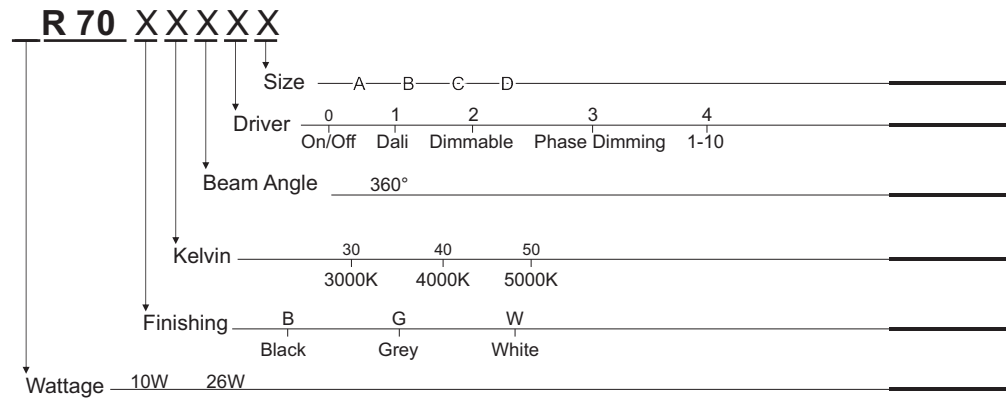 _ R 70 X X X X X
Size A B C D
0 1 2 3 4
Driver
On/Off Dali Dimmable Phase Dimming 1-10
Beam Angle 360°
30 40 50
Kelvin
3000K 4000K 5000K
B G W
Finishing
Black Grey White
Wattage 10W 26W